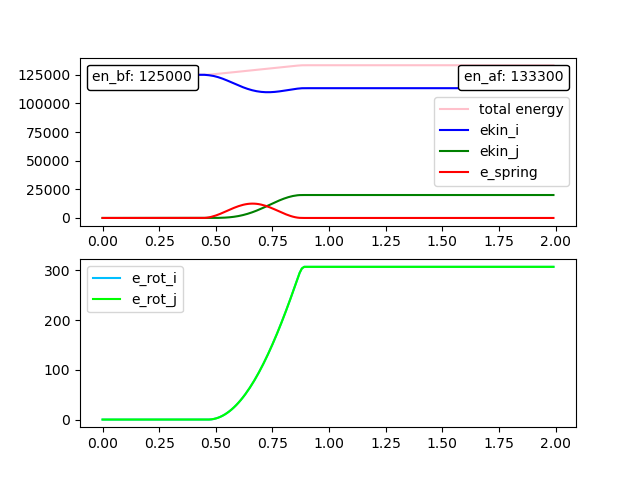 en_bf: 125000
en_af: 133300
125000
100000
75000
50000
25000
0
total energy
ekin_i
ekin_j
e_spring
0.00 0.25 0.50 0.75 1.00 1.25 1.50 1.75 2.00
300
200
100
0
e_rot_i
e_rot_j
0.00 0.25 0.50 0.75 1.00 1.25 1.50 1.75 2.00